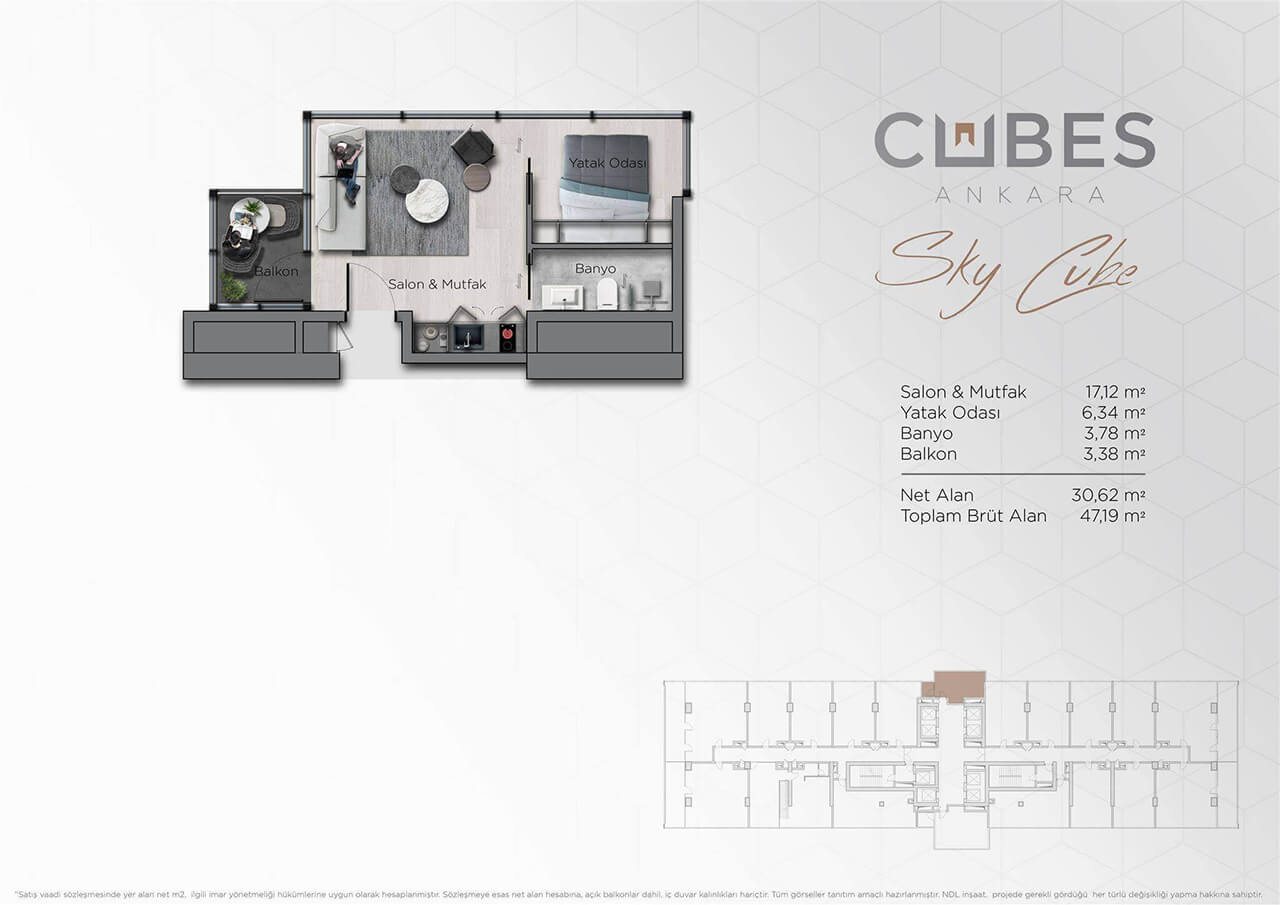 CUBES
ANKARA
Sky Cube
Yatak Odası
Balkon
Salon & Mutfak
Banyo
Salon & Mutfak 17,12 m²
Yatak Odası 6,34 m²
Banyo 3,78 m²
Balkon 3,38 m²
Net Alan 30,62 m²
Toplam Brüt Alan 47,19 m²
"Satış vaadi sözleşmesinde yer alan net m2, ilgili imar yönetmeliği hükümlerine uygun olarak hesaplanmıştır. Sözleşmeye esas net alan hesabına, açık balkonlar dahil, iç duvar kalınlıkları hariçtir. Tüm görseller tanıtım amaçlı hazırlanmıştır. NDL inşaat, projede gerekli gördüğü her türlü değişikliği yapma hakkına sahiptir.